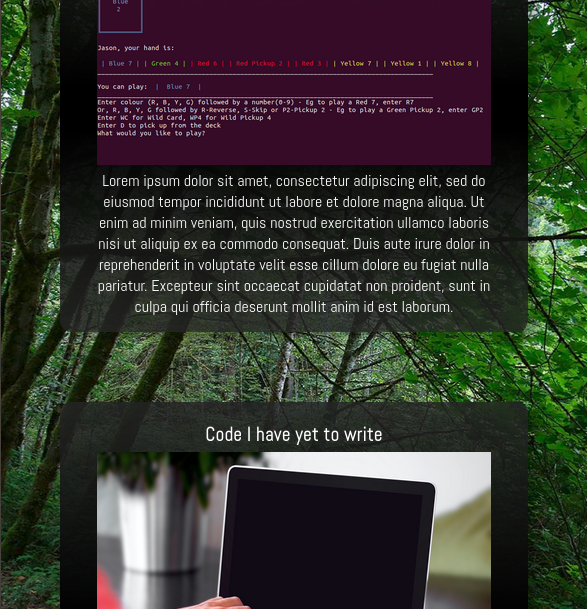 Blue
2
Jason, your hand is:
| Blue 7 | | Green 4 | | Red 6 | | Red Pickup 2 | | Red 3 | | Yellow 7 | | Yellow 1 | | Yellow 8 |
You can play: | Blue 7 |
Enter colour (R, B, Y, G) followed by a number(0-9) - Eg to play a Red 7, enter R7
Or, R, B, Y, G followed by R-Reverse, S-Skip or P2-Pickup 2 - Eg to play a Green Pickup 2, enter GP2
Enter WC for Wild Card, WP4 for Wild Pickup 4
Enter D to pick up from the deck
What would you like to play?
Lorem ipsum dolor sit amet, consectetur adipiscing elit, sed do
eiusmod tempor incididunt ut labore et dolore magna aliqua. Ut
enim ad minim veniam, quis nostrud exercitation ullamco laboris
nisi ut aliquip ex ea commodo consequat. Duis aute irure dolor in
reprehenderit in voluptate velit esse cillum dolore eu fugiat nulla
pariatur. Excepteur sint occaecat cupidatat non proident, sunt in
culpa qui officia deserunt mollit anim id est laborum.
Code I have yet to write